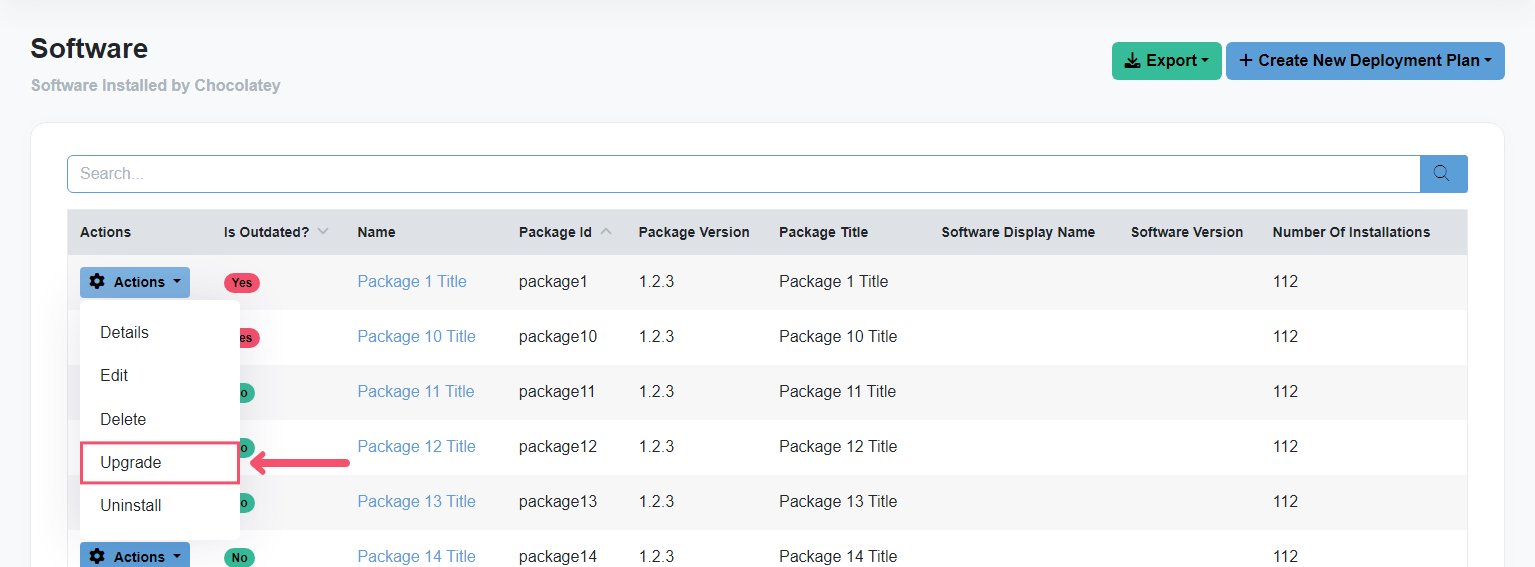 Software
Software Installed by Chocolatey
Export
+ Create New Deployment Plan
Search...
Actions Is Outdated? Name Package Id Package Version Package Title Software Display Name Software Version Number Of Installations
Actions Yes Package 1 Title package1 1.2.3 Package 1 Title 112
Details
es Package 10 Title package10 1.2.3 Package 10 Title 112
Edit
o Package 11 Title package11 1.2.3 Package 11 Title 112
Delete
o Package 12 Title package12 1.2.3 Package 12 Title 112
Upgrade
o Package 13 Title package13 1.2.3 Package 13 Title 112
Uninstall
Actions No Package 14 Title package14 1.2.3 Package 14 Title 112